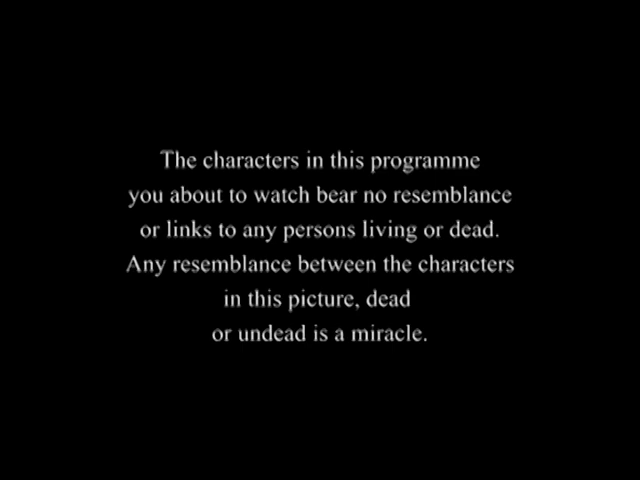 The characters in this programme
you about to watch bear no resemblance
or links to any persons living or dead.
Any resemblance between the characters
in this picture, dead
or undead is a miracle.